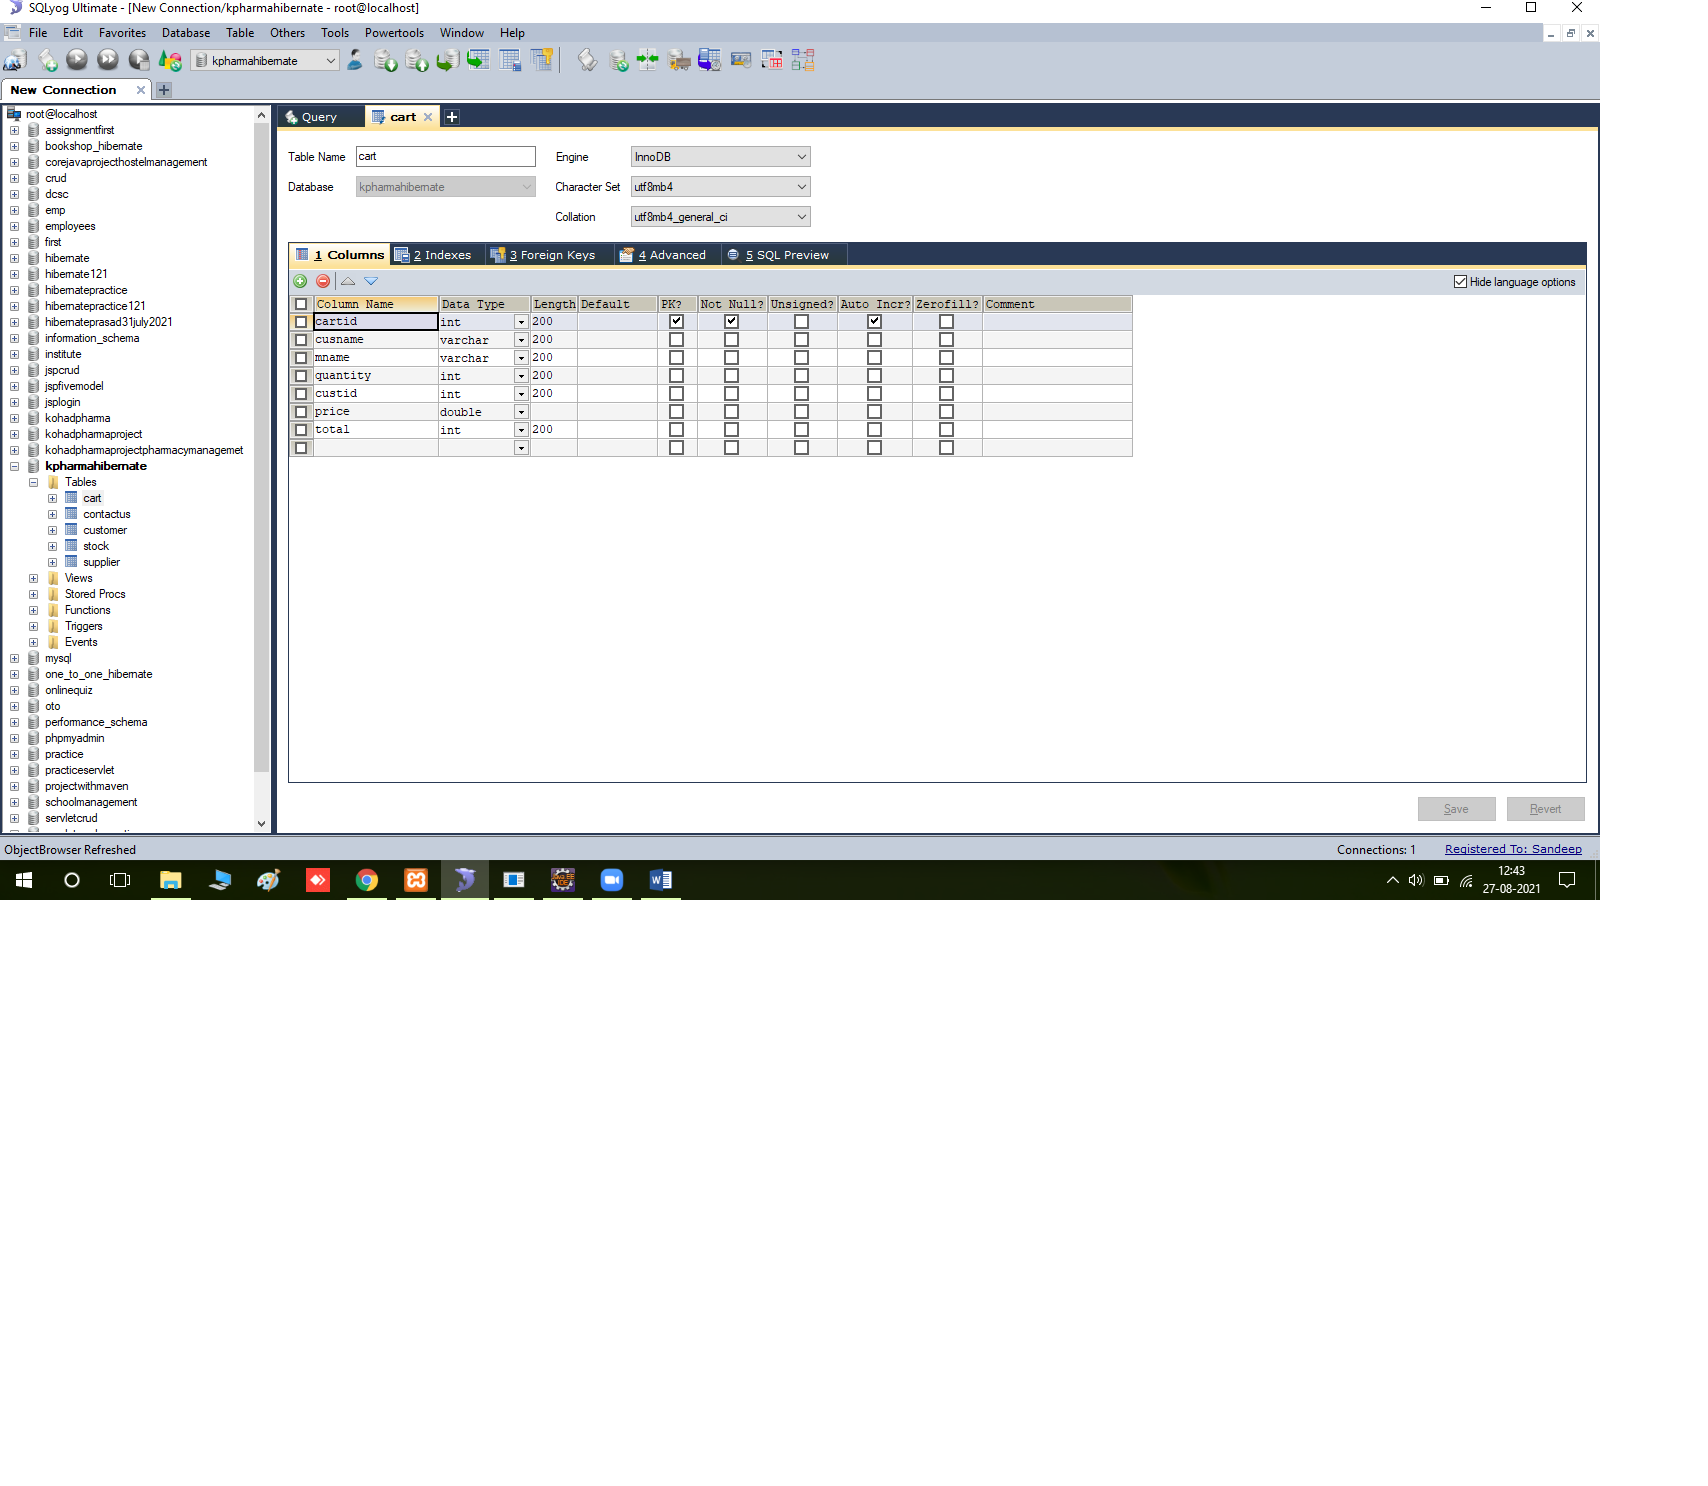 SQLyog Ultimate - [New Connection/kpharmahibernate - root@localhost]
File Edit Favorites Database Table Others Tools Powertools Window Help
kpharmahibernate
New Connection
root@localhost
assignmentfirst
bookshop_hibernate
corejavaprojecthostelmanagement
crud
dcsc
emp
employees
first
hibernate
hibernate121
hibernatepractice
hibernatepractice121
hibernateprasad31july2021
information_schema
institute
jspcrud
jspfivemodel
jsplogin
kohadpharma
kohadpharmaproject
kohadpharmaprojectpharmacymanagemet
kpharmahibernate
Tables
cart
contactus
customer
stock
supplier
Views
Stored Procs
Functions
Triggers
Events
mysql
one_to_one_hibernate
onlinequiz
oto
performance_schema
phpmyadmin
practice
practiceservlet
projectwithmaven
schoolmanagement
servletcrud
Query cart
Table Name cart Engine InnoDB
Database kpharmahibernate Character Set utf8mb4
Collation utf8mb4_general_ci
1 Columns 2 Indexes 3 Foreign Keys 4 Advanced 5 SQL Preview
Hide language options
Column Name Data Type Length Default PK? Not Null? Unsigned? Auto Incr? Zerofill? Comment
cartid int 200
cusname varchar 200
mname varchar 200
quantity int 200
custid int 200
price double
total int 200
Save Revert
ObjectBrowser Refreshed Connections: 1 Registered To: Sandeep
12:43
27-08-2021